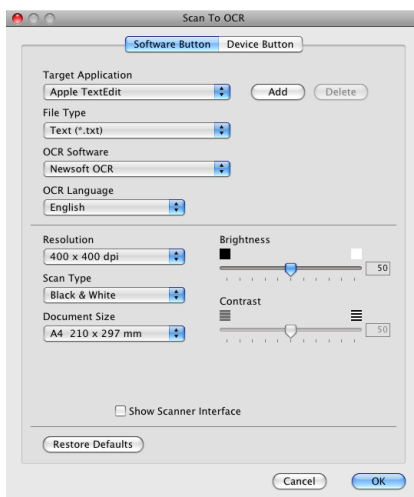 Scan To OCR
Software Button Device Button
Target Application
Apple TextEdit Add Delete
File Type
Text (*.txt)
OCR Software
Newsoft OCR
OCR Language
English
Resolution Brightness
400 x 400 dpi 50
Scan Type
Black & White Contrast
Document Size 50
A4 210 x 297 mm
Show Scanner Interface
Restore Defaults
Cancel OK